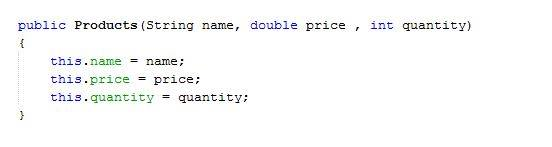 public Products(String name, double price , int quantity)
{
    this.name = name;
    this.price = price;
    this.quantity = quantity;
}